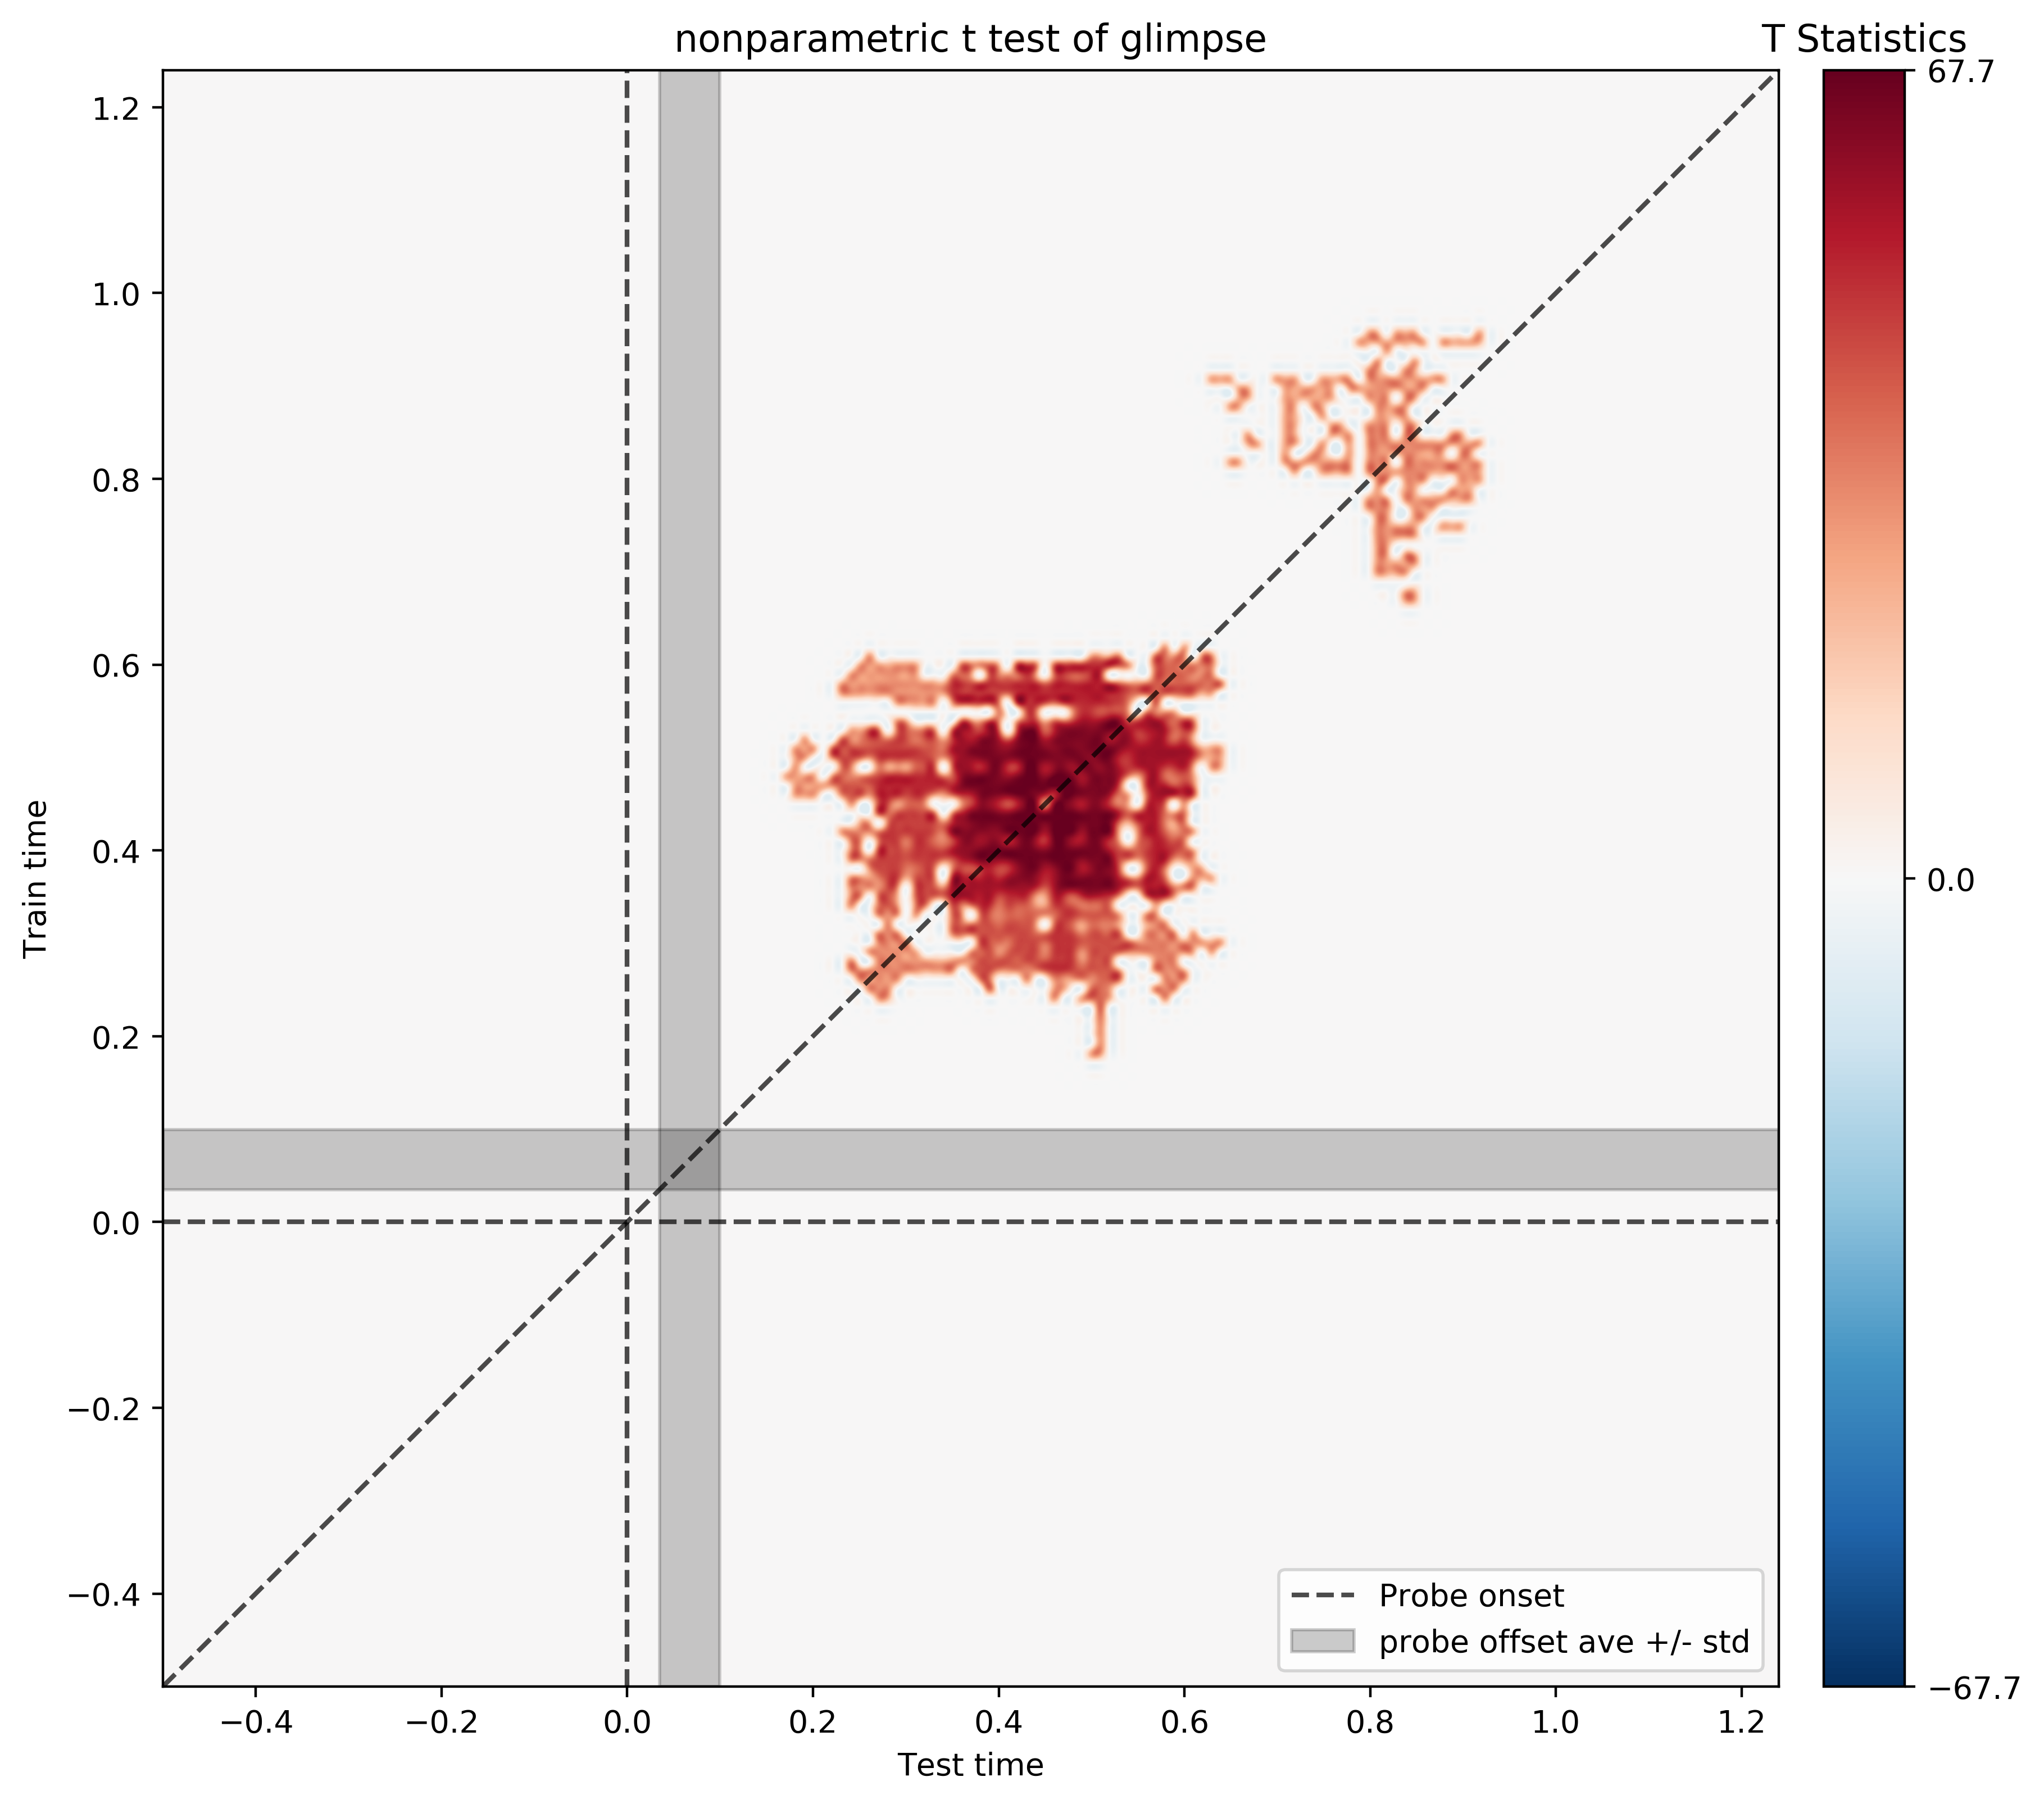 nonparametric t test of glimpse
T Statistics
67.7
0.0
−67.7
1.2
1.0
0.8
0.6
0.4
0.2
0.0
−0.2
−0.4
Train time
−0.4 −0.2 0.0 0.2 0.4 0.6 0.8 1.0 1.2
Test time
Probe onset
probe offset ave +/- std